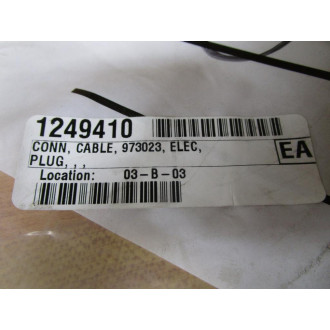 1249410
CONN, CABLE, 973023, ELEC,
PLUG, , ,
EA
Location: 03-B-03